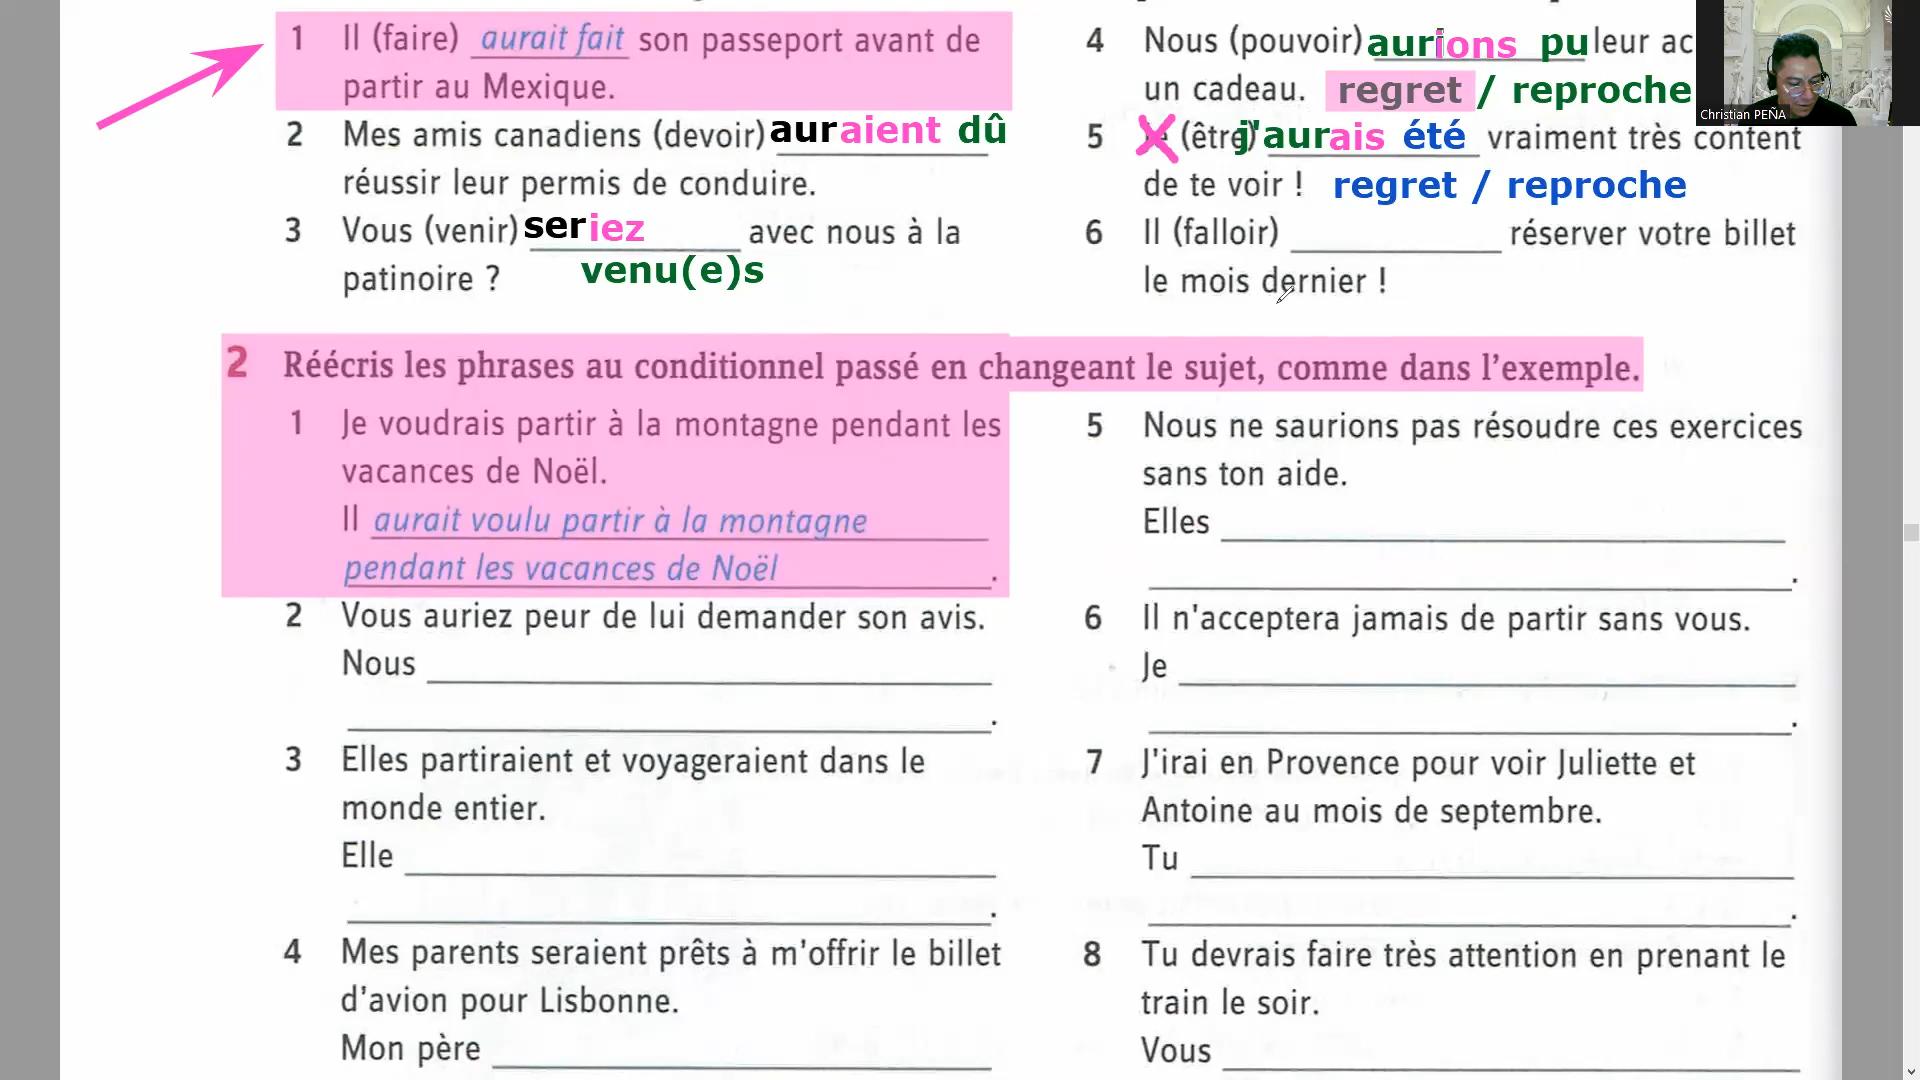 1 Il (faire) aurait fait son passeport avant de
partir au Mexique.
2 Mes amis canadiens (devoir) auraient dû
réussir leur permis de conduire.
3 Vous (venir) seriez avec nous à la
venu(e)s
patinoire ?
4 Nous (pouvoir) aurions pu leur ac
un cadeau. regret / reproche
5 (être) j'aurais été vraiment très content
de te voir ! regret / reproche
6 Il (falloir) réserver votre billet
le mois dernier !
Christian PEÑA
2 Réécris les phrases au conditionnel passé en changeant le sujet, comme dans l'exemple.
1 Je voudrais partir à la montagne pendant les
vacances de Noël.
Il aurait voulu partir à la montagne
pendant les vacances de Noël.
2 Vous auriez peur de lui demander son avis.
Nous
.
3 Elles partiraient et voyageraient dans le
monde entier.
Elle
.
4 Mes parents seraient prêts à m'offrir le billet
d'avion pour Lisbonne.
Mon père
5 Nous ne saurions pas résoudre ces exercices
sans ton aide.
Elles
.
6 Il n'acceptera jamais de partir sans vous.
Je
.
7 J'irai en Provence pour voir Juliette et
Antoine au mois de septembre.
Tu
.
8 Tu devrais faire très attention en prenant le
train le soir.
Vous